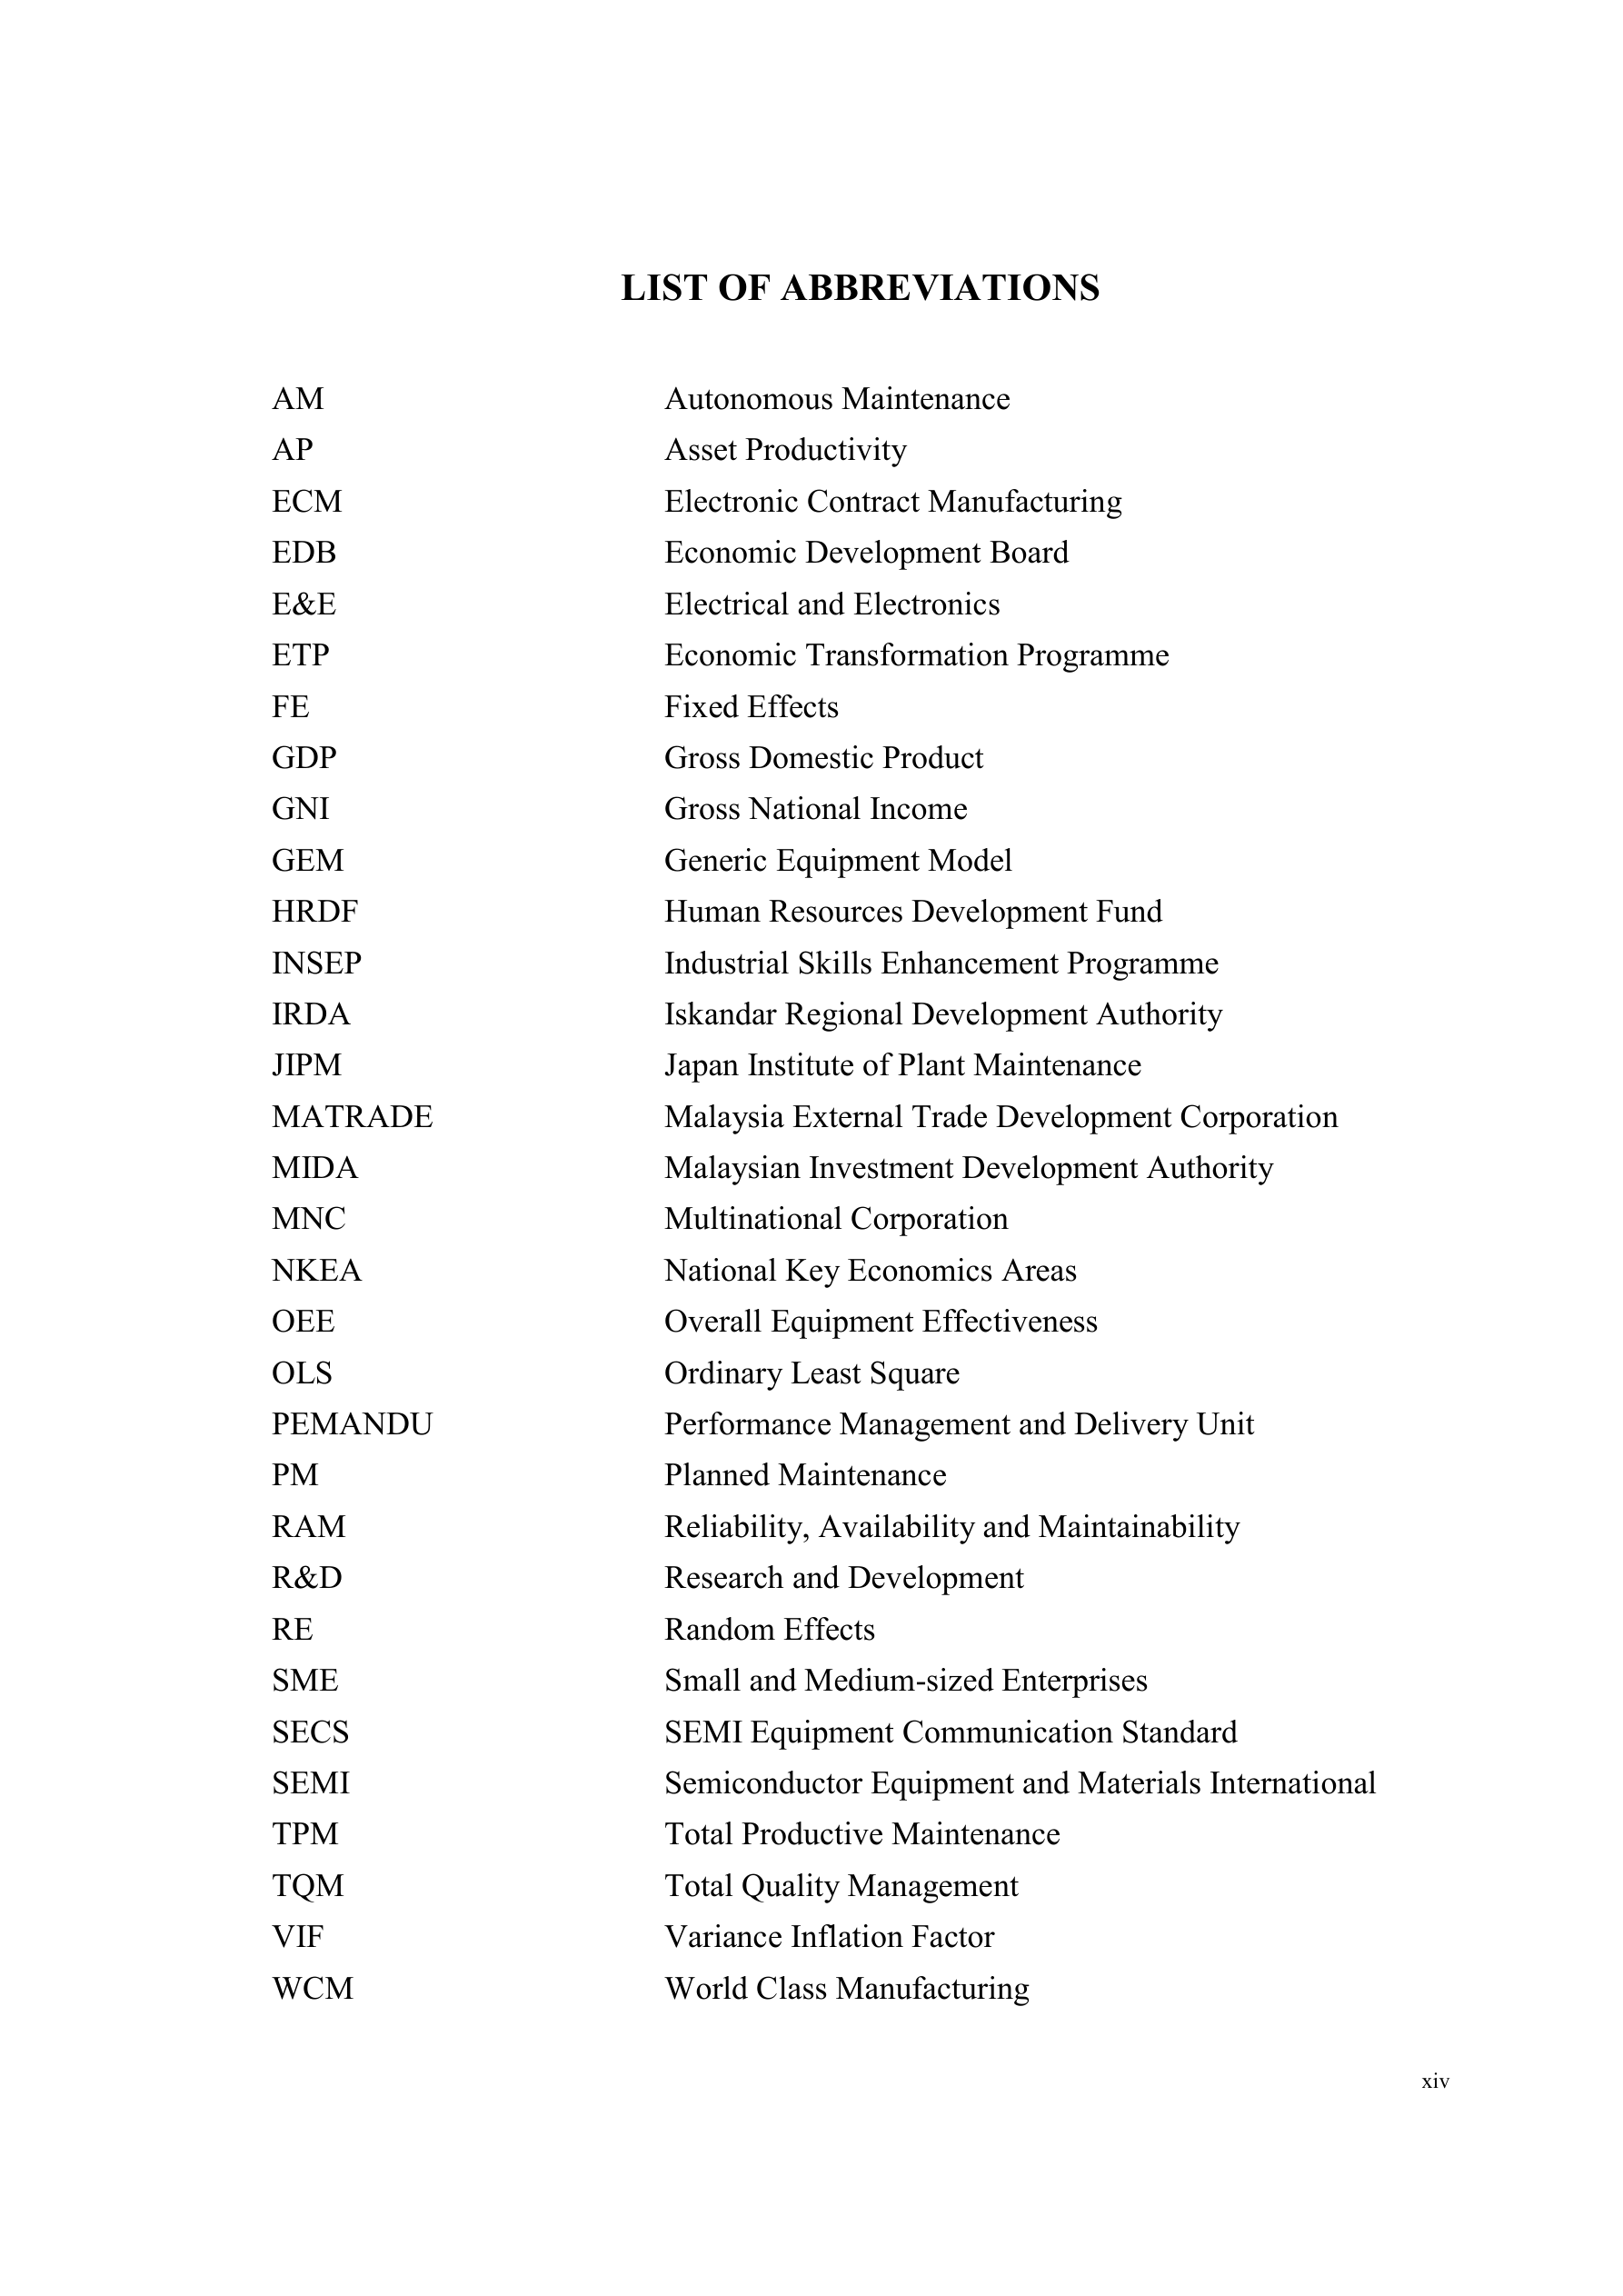 LIST OF ABBREVIATIONS
AM Autonomous Maintenance
AP Asset Productivity
ECM Electronic Contract Manufacturing
EDB Economic Development Board
E&E Electrical and Electronics
ETP Economic Transformation Programme
FE Fixed Effects
GDP Gross Domestic Product
GNI Gross National Income
GEM Generic Equipment Model
HRDF Human Resources Development Fund
INSEP Industrial Skills Enhancement Programme
IRDA Iskandar Regional Development Authority
JIPM Japan Institute of Plant Maintenance
MATRADE Malaysia External Trade Development Corporation
MIDA Malaysian Investment Development Authority
MNC Multinational Corporation
NKEA National Key Economics Areas
OEE Overall Equipment Effectiveness
OLS Ordinary Least Square
PEMANDU Performance Management and Delivery Unit
PM Planned Maintenance
RAM Reliability, Availability and Maintainability
R&D Research and Development
RE Random Effects
SME Small and Medium-sized Enterprises
SECS SEMI Equipment Communication Standard
SEMI Semiconductor Equipment and Materials International
TPM Total Productive Maintenance
TQM Total Quality Management
VIF Variance Inflation Factor
WCM World Class Manufacturing
xiv